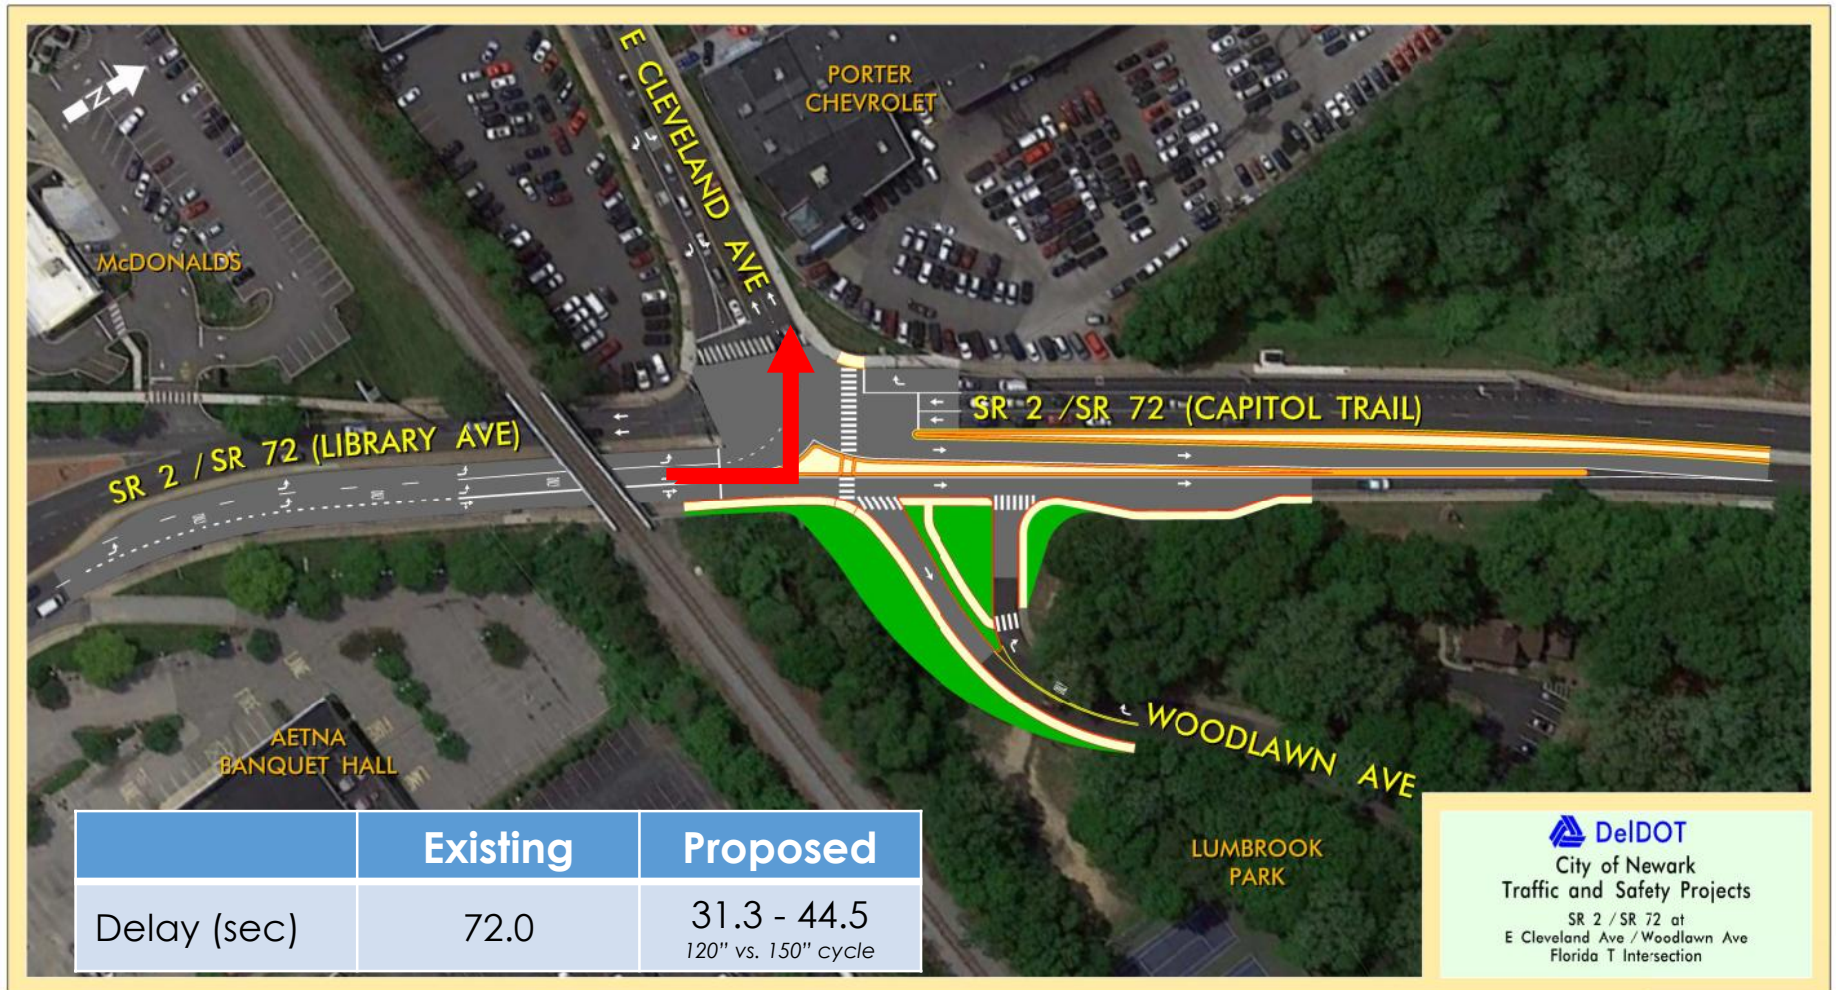 N
E CLEVELAND AVE
PORTER
CHEVROLET
McDONALDS
SR 2 / SR 72 (LIBRARY AVE)
SR 2 /SR 72 (CAPITOL TRAIL)
WOODLAWN AVE
AETNA
BANQUET HALL
LUMBROOK
PARK
Existing
Proposed
Delay (sec)
72.0
31.3 - 44.5
120” vs. 150” cycle
DelDOT
City of Newark
Traffic and Safety Projects
SR 2 / SR 72 at
E Cleveland Ave / Woodlawn Ave
Florida T Intersection